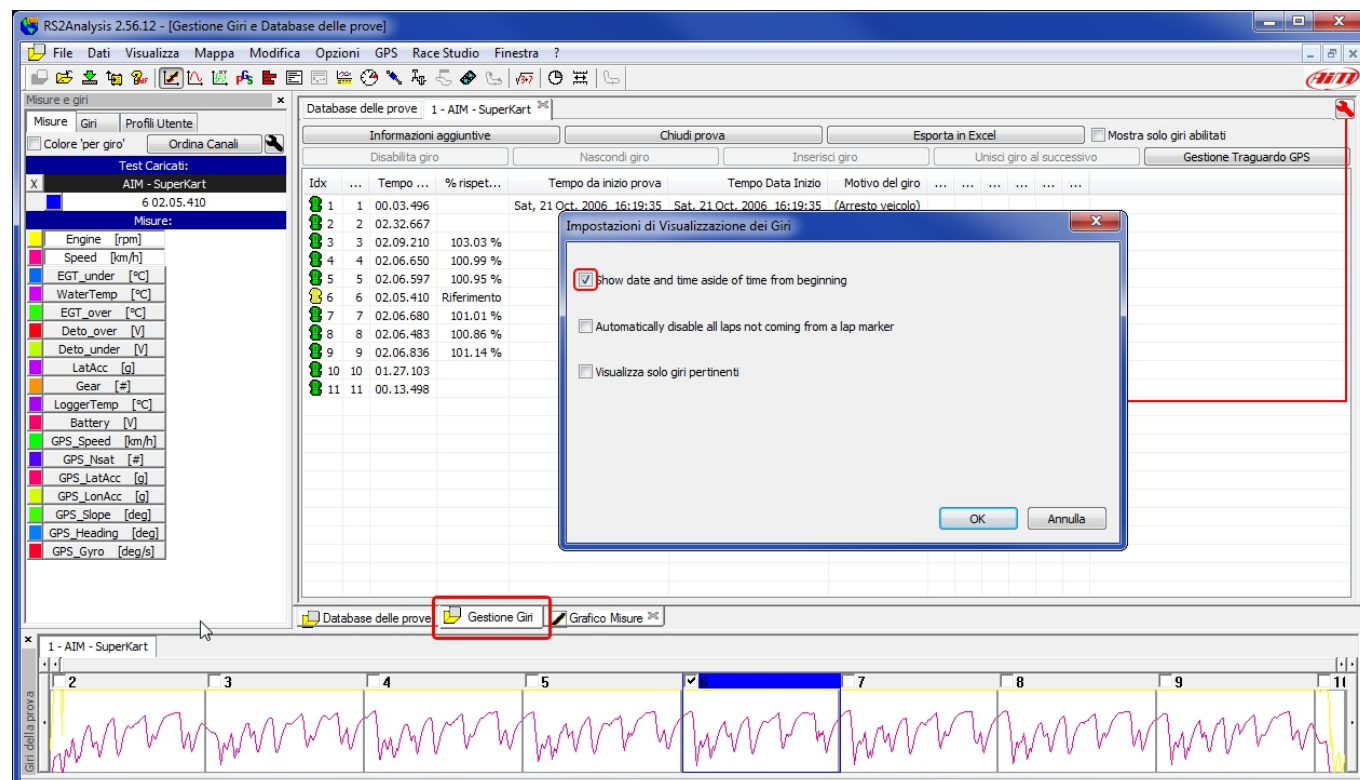 RS2Analysis 2.56.12 - [Gestione Giri e Database delle prove]
File Dati Visualizza Mappa Modifica Opzioni GPS Race Studio Finestra ?
AiM
Misure e giri
Misure Giri Profili Utente
Colore 'per giro' Ordina Canali
Test Caricati:
X AIM - SuperKart
6 02.05.410
Misure:
Engine [rpm]
Speed [km/h]
EGT_under [°C]
WaterTemp [°C]
EGT_over [°C]
Deto_over [V]
Deto_under [V]
LatAcc [g]
Gear [#]
LoggerTemp [°C]
Battery [V]
GPS_Speed [km/h]
GPS_Nsat [#]
GPS_LatAcc [g]
GPS_LonAcc [g]
GPS_Slope [deg]
GPS_Heading [deg]
GPS_Gyro [deg/s]
Database delle prove 1 - AIM - SuperKart
Informazioni aggiuntive Chiudi prova Esporta in Excel Mostra solo giri abilitati
Disabilita giro Nascondi giro Inserisci giro Unisci giro al successivo Gestione Traguardo GPS
Idx ... Tempo ... % rispet... Tempo da inizio prova Tempo Data Inizio Motivo del giro ... ... ... ... ... ...
1 1 00.03.496 Sat, 21 Oct. 2006 16:19:35 Sat, 21 Oct. 2006 16:19:35 (Arresto veicolo)
2 2 02.32.667
3 3 02.09.210 103.03 %
4 4 02.06.650 100.99 %
5 5 02.06.597 100.95 %
6 6 02.05.410 Riferimento
7 7 02.06.680 101.01 %
8 8 02.06.483 100.86 %
9 9 02.06.836 101.14 %
10 10 01.27.103
11 11 00.13.498
Impostazioni di Visualizzazione dei Giri
Show date and time aside of time from beginning
Automatically disable all laps not coming from a lap marker
Visualizza solo giri pertinenti
OK Annulla
Database delle prove Gestione Giri Grafico Misure
1 - AIM - SuperKart
2 3 4 5 6 7 8 9 11
Giri della prova